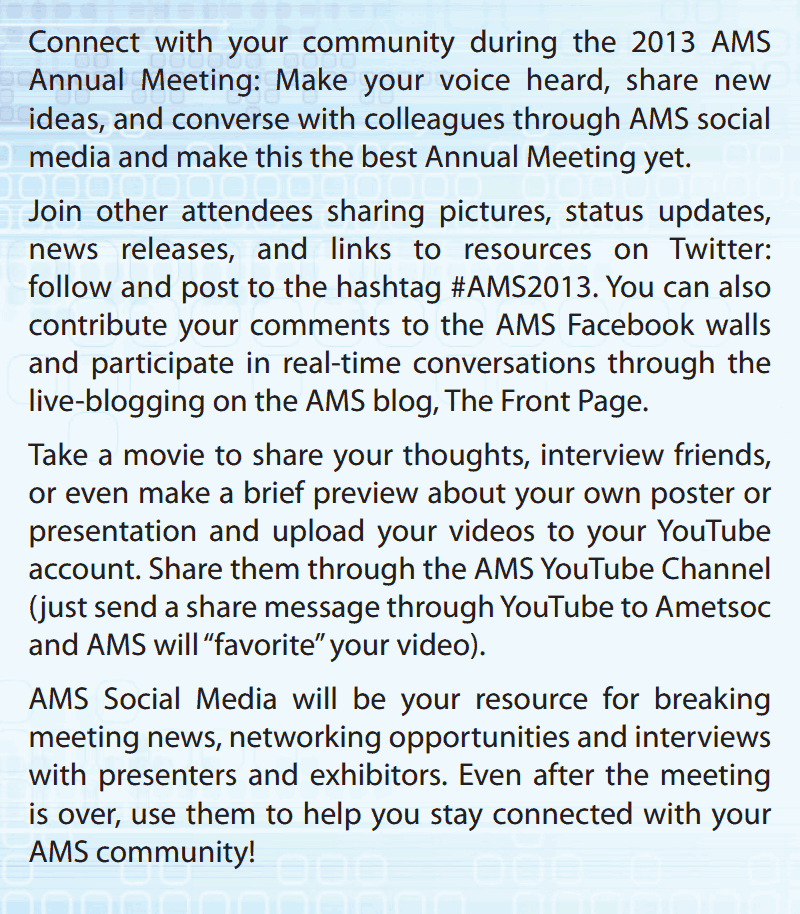 Connect with your community during the 2013 AMS
Annual Meeting: Make your voice heard, share new
ideas, and converse with colleagues through AMS social
media and make this the best Annual Meeting yet.
Join other attendees sharing pictures, status updates,
news releases, and links to resources on Twitter:
follow and post to the hashtag #AMS2013. You can also
contribute your comments to the AMS Facebook walls
and participate in real-time conversations through the
live-blogging on the AMS blog, The Front Page.
Take a movie to share your thoughts, interview friends,
or even make a brief preview about your own poster or
presentation and upload your videos to your YouTube
account. Share them through the AMS YouTube Channel
(just send a share message through YouTube to Ametsoc
and AMS will “favorite” your video).
AMS Social Media will be your resource for breaking
meeting news, networking opportunities and interviews
with presenters and exhibitors. Even after the meeting
is over, use them to help you stay connected with your
AMS community!